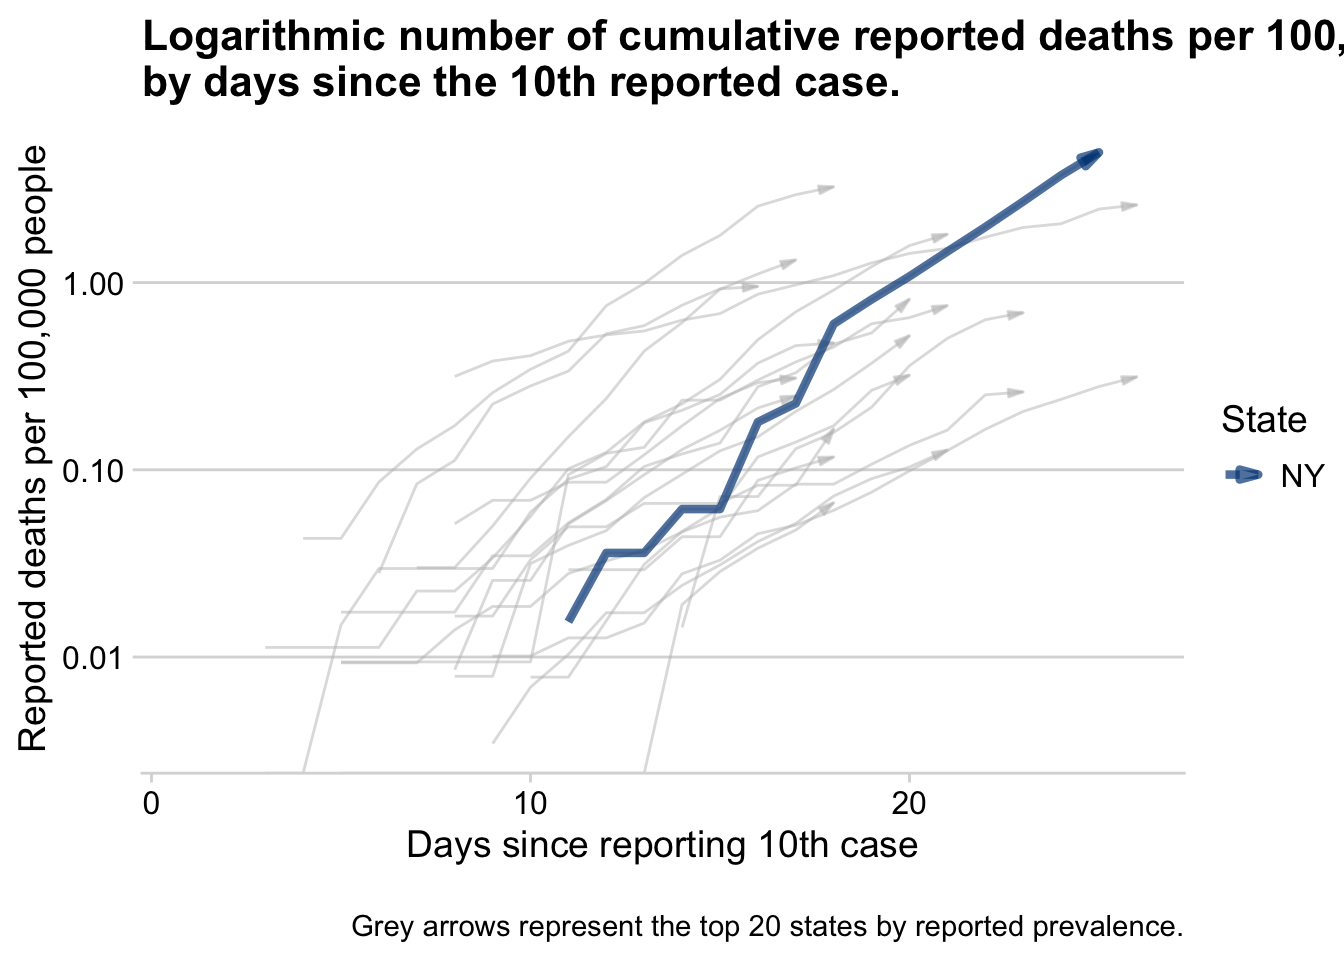 Logarithmic number of cumulative reported deaths per 100,
by days since the 10th reported case.
Reported deaths per 100,000 people
1.00
0.10
0.01
0
10
20
Days since reporting 10th case
State
NY
Grey arrows represent the top 20 states by reported prevalence.